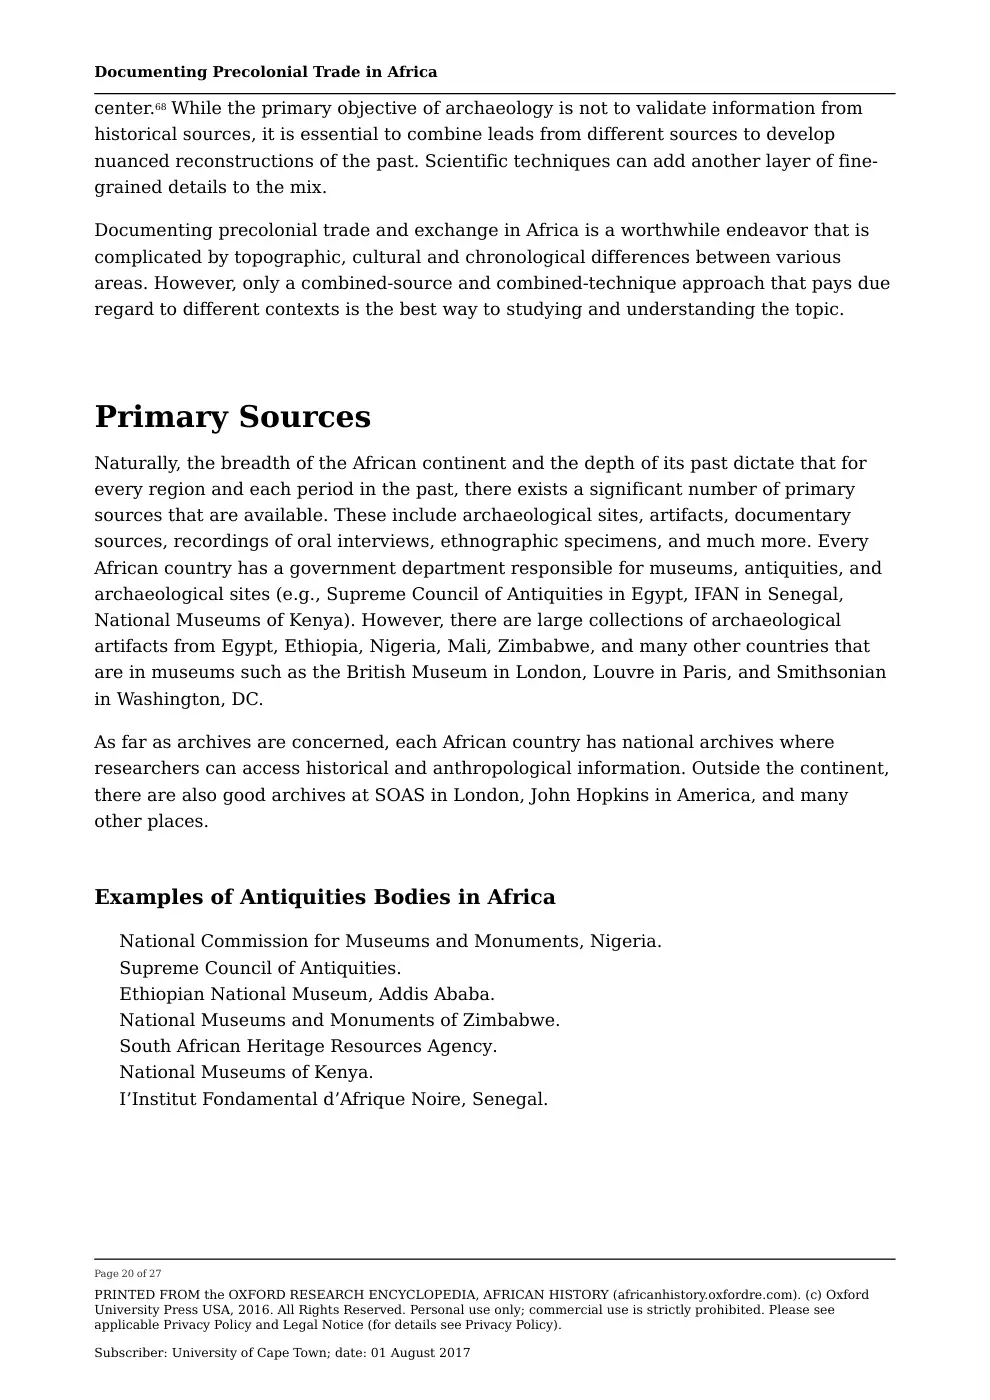 Documenting Precolonial Trade in Africa
center.68 While the primary objective of archaeology is not to validate information from
historical sources, it is essential to combine leads from different sources to develop
nuanced reconstructions of the past. Scientific techniques can add another layer of fine-
grained details to the mix.
Documenting precolonial trade and exchange in Africa is a worthwhile endeavor that is
complicated by topographic, cultural and chronological differences between various
areas. However, only a combined-source and combined-technique approach that pays due
regard to different contexts is the best way to studying and understanding the topic.
Primary Sources
Naturally, the breadth of the African continent and the depth of its past dictate that for
every region and each period in the past, there exists a significant number of primary
sources that are available. These include archaeological sites, artifacts, documentary
sources, recordings of oral interviews, ethnographic specimens, and much more. Every
African country has a government department responsible for museums, antiquities, and
archaeological sites (e.g., Supreme Council of Antiquities in Egypt, IFAN in Senegal,
National Museums of Kenya). However, there are large collections of archaeological
artifacts from Egypt, Ethiopia, Nigeria, Mali, Zimbabwe, and many other countries that
are in museums such as the British Museum in London, Louvre in Paris, and Smithsonian
in Washington, DC.
As far as archives are concerned, each African country has national archives where
researchers can access historical and anthropological information. Outside the continent,
there are also good archives at SOAS in London, John Hopkins in America, and many
other places.
Examples of Antiquities Bodies in Africa
National Commission for Museums and Monuments, Nigeria.
Supreme Council of Antiquities.
Ethiopian National Museum, Addis Ababa.
National Museums and Monuments of Zimbabwe.
South African Heritage Resources Agency.
National Museums of Kenya.
I’Institut Fondamental d’Afrique Noire, Senegal.
Page 20 of 27
PRINTED FROM the OXFORD RESEARCH ENCYCLOPEDIA, AFRICAN HISTORY (africanhistory.oxfordre.com). (c) Oxford
University Press USA, 2016. All Rights Reserved. Personal use only; commercial use is strictly prohibited. Please see
applicable Privacy Policy and Legal Notice (for details see Privacy Policy).
Subscriber: University of Cape Town; date: 01 August 2017